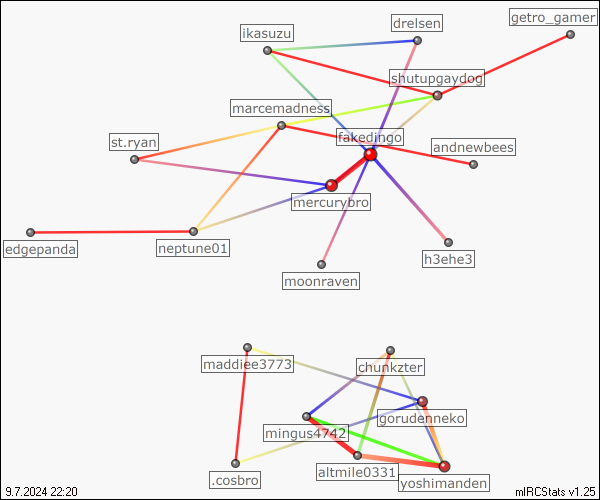 drelsen
getro_gamer
ikasuzu
shutupgaydog
marcemadness
fakedingo
st.ryan
andnewbees
mercurybro
edgepanda
neptune01
h3ehe3
moonraven
maddiee3773
chunkzter
gorudenneko
mingus4742
altmile0331
.cosbro
yoshimanden
9.7.2024 22:20
mIRCStats v1.25